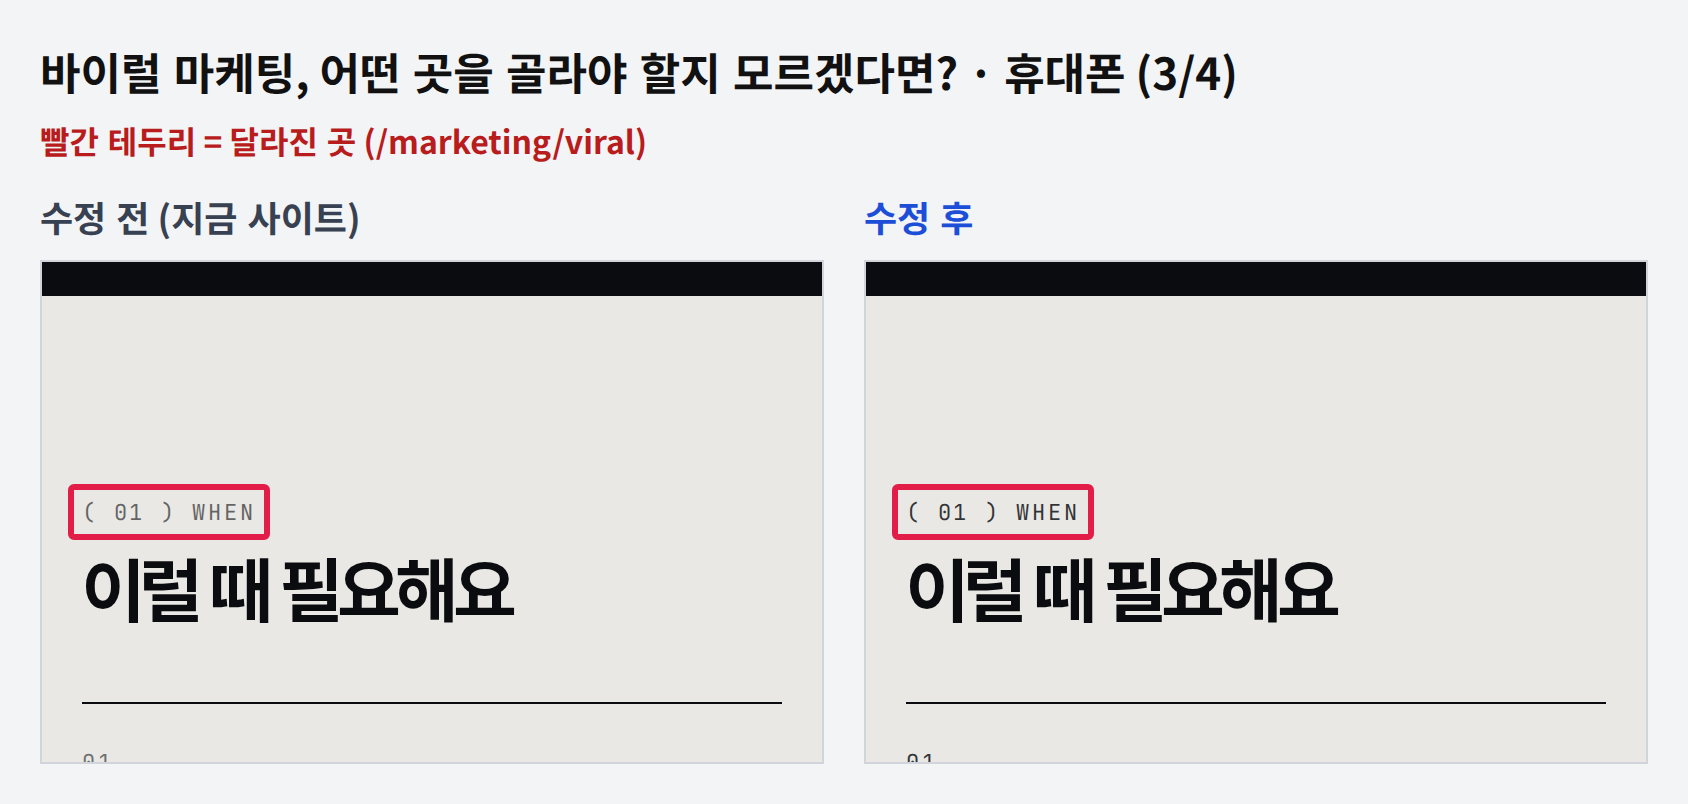 바이럴 마케팅, 어떤 곳을 골라야 할지 모르겠다면? · 휴대폰 (3/4)
빨간 테두리 = 달라진 곳 (/marketing/viral)
수정 전 (지금 사이트)
수정 후
( 01 ) WHEN
이럴 때 필요해요
01
( 01 ) WHEN
이럴 때 필요해요
01